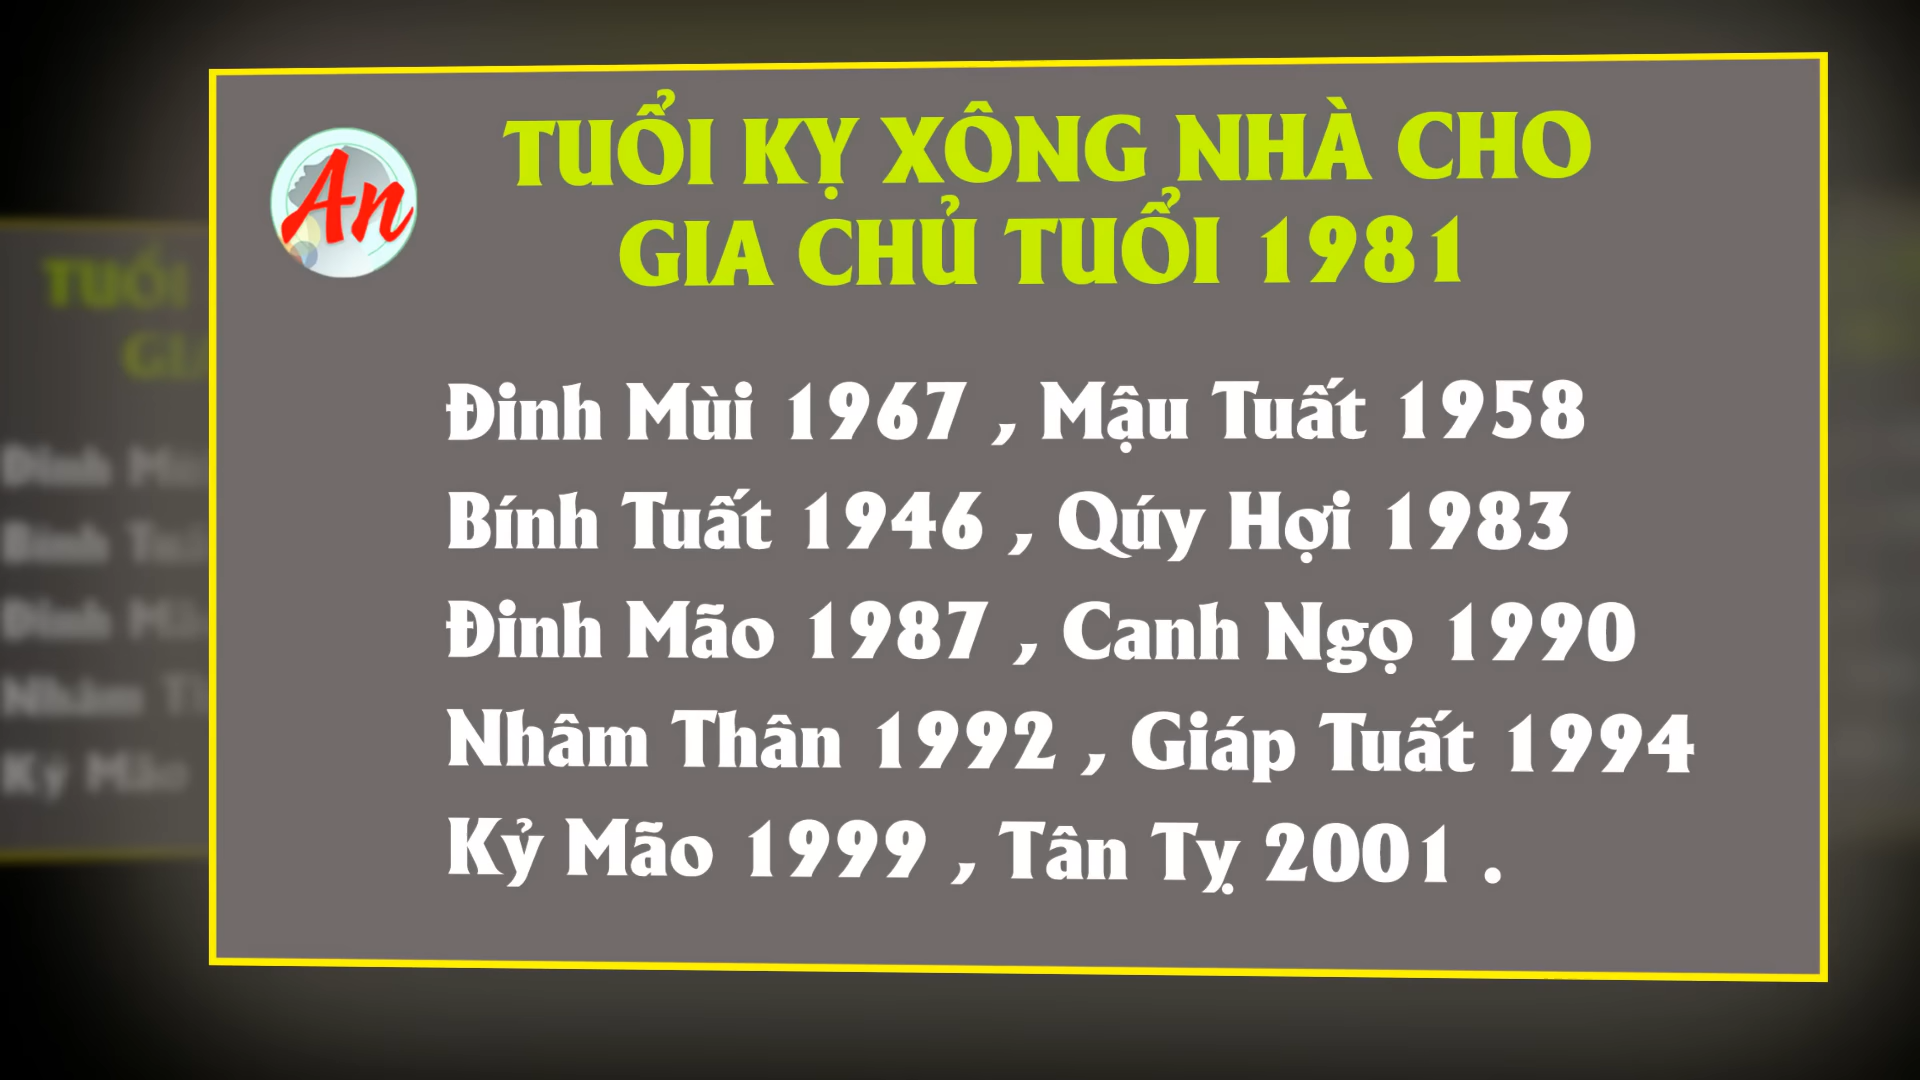 An
TUỔI KỴ XÔNG NHÀ CHO
GIA CHỦ TUỔI 1981
Đinh Mùi 1967 , Mậu Tuất 1958
Bính Tuất 1946 , Qúy Hợi 1983
Đinh Mão 1987 , Canh Ngọ 1990
Nhâm Thân 1992 , Giáp Tuất 1994
Kỷ Mão 1999 , Tân Tỵ 2001 .